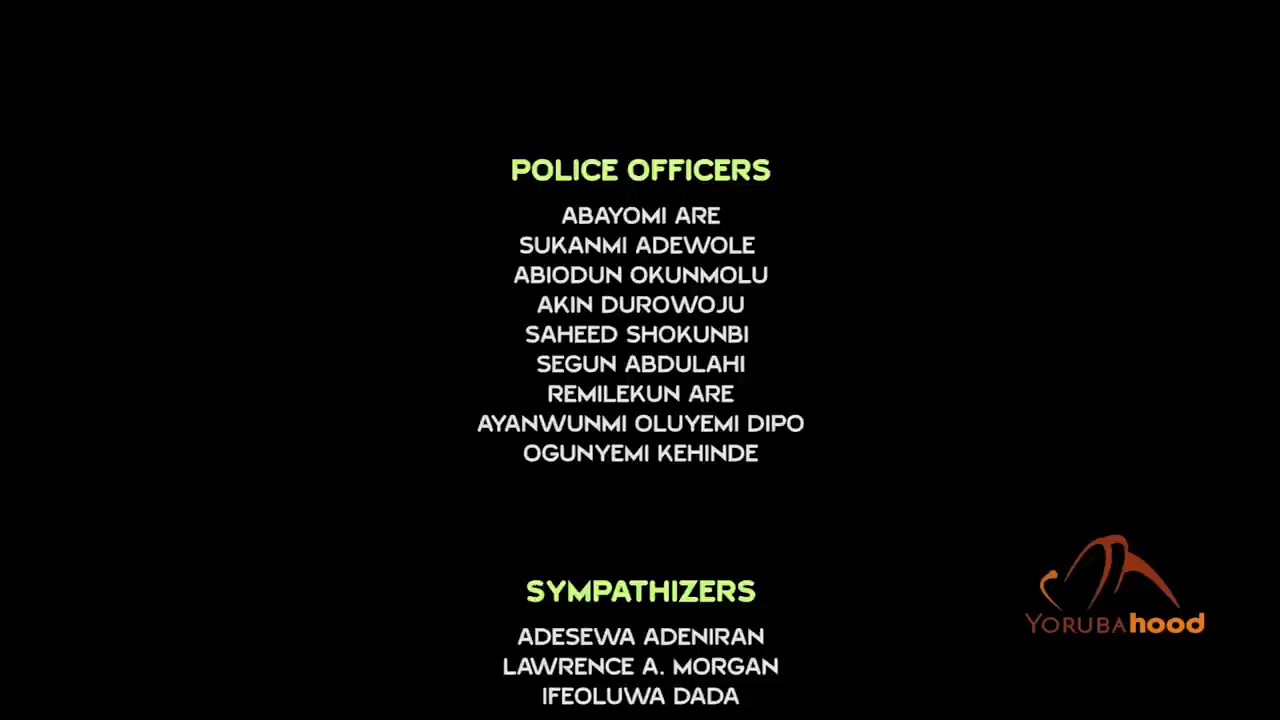 POLICE OFFICERS
ABAYOMI ARE
SUKANMI ADEWOLE
ABIODUN OKUNMOLU
AKIN DUROWOJU
SAHEED SHOKUNBI
SEGUN ABDULAHI
REMILEKUN ARE
AYANWUNMI OLUYEMI DIPO
OGUNYEMI KEHINDE
SYMPATHIZERS
ADESEWA ADENIRAN
LAWRENCE A. MORGAN
IFEOLUWA DADA
YORUBAhood